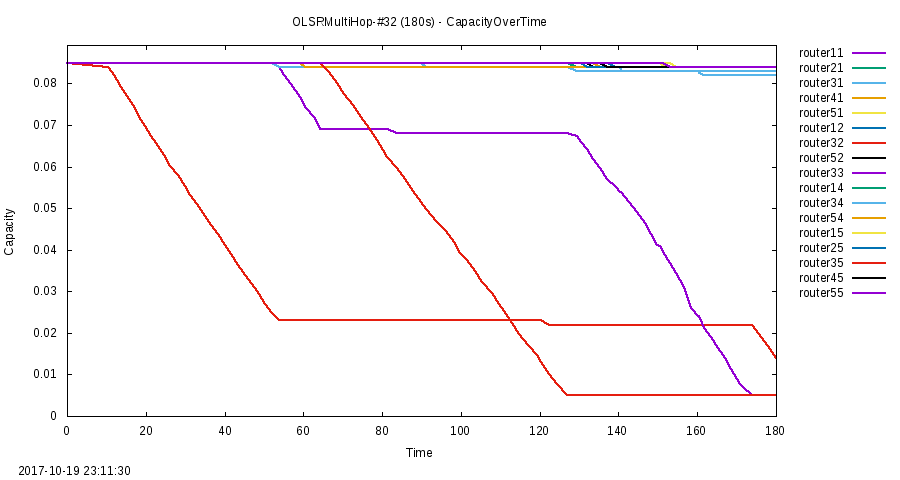 OLSRMultiHop-#32 (180s) - CapacityOverTime
0.08
0.07
0.06
0.05
0.04
0.03
0.02
0.01
0
Capacity
0 20 40 60 80 100 120 140 160 180
Time
router11
router21
router31
router41
router51
router12
router32
router52
router33
router14
router34
router54
router15
router25
router35
router45
router55
2017-10-19 23:11:30